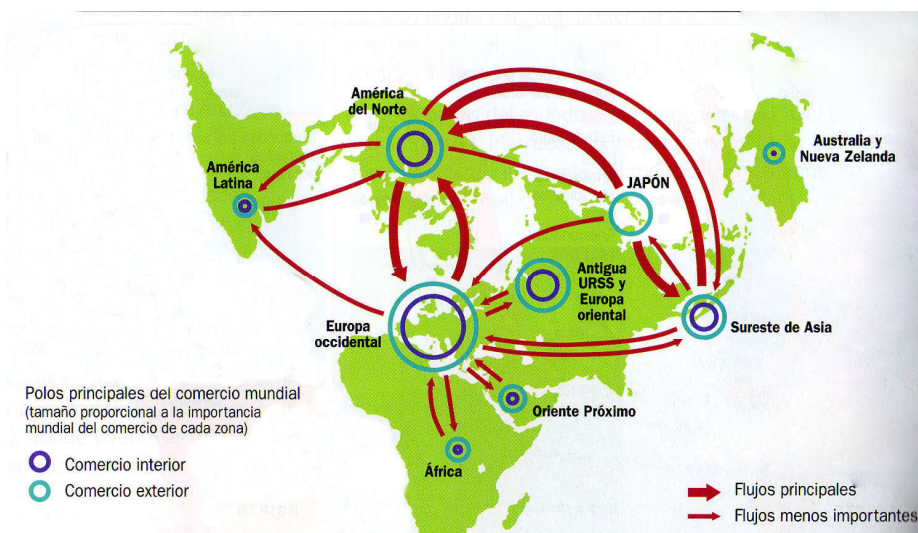 América
del Norte
América
Latina
Australia y
Nueva Zelanda
JAPÓN
Antigua
URSS y
Europa
oriental
Europa
occidental
Sureste de Asia
Oriente Próximo
África
Polos principales del comercio mundial
(tamaño proporcional a la importancia
mundial del comercio de cada zona)
Comercio interior
Comercio exterior
Flujos principales
Flujos menos importantes